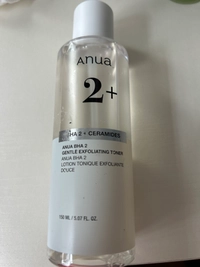 Anua
2+
BHA 2 + CERAMIDES
ANUA BHA 2
GENTLE EXFOLIATING TONER
ANUA BHA 2
LOTION TONIQUE EXFOLIANTE
DOUCE
150 ML / 5.07 FL. OZ.